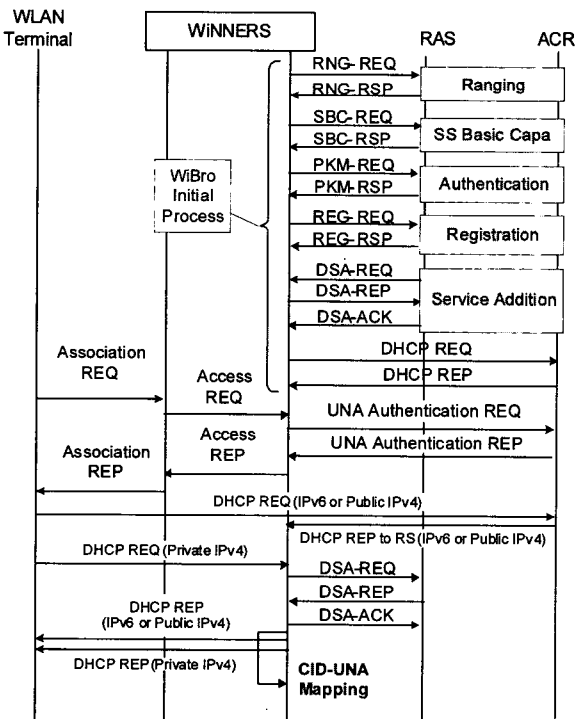 WLAN
Terminal
WiNNERS
RAS
ACR
RNG-REQ
RNG-RSP
Ranging
SBC-REQ
SBC-RSP
SS Basic Capa
PKM-REQ
PKM-RSP
Authentication
WiBro
Initial
Process
REG-REQ
REG-RSP
Registration
DSA-REQ
DSA-REP
DSA-ACK
Service Addition
DHCP REQ
DHCP REP
Association
REQ
Access
REQ
UNA Authentication REQ
Access
REP
UNA Authentication REP
Association
REP
DHCP REQ (IPv6 or Public IPv4)
DHCP REP to RS (IPv6 or Public IPv4)
DHCP REQ (Private IPv4)
DSA-REQ
DSA-REP
DSA-ACK
DHCP REP
(IPv6 or Public IPv4)
DHCP REP (Private IPv4)
CID-UNA
Mapping